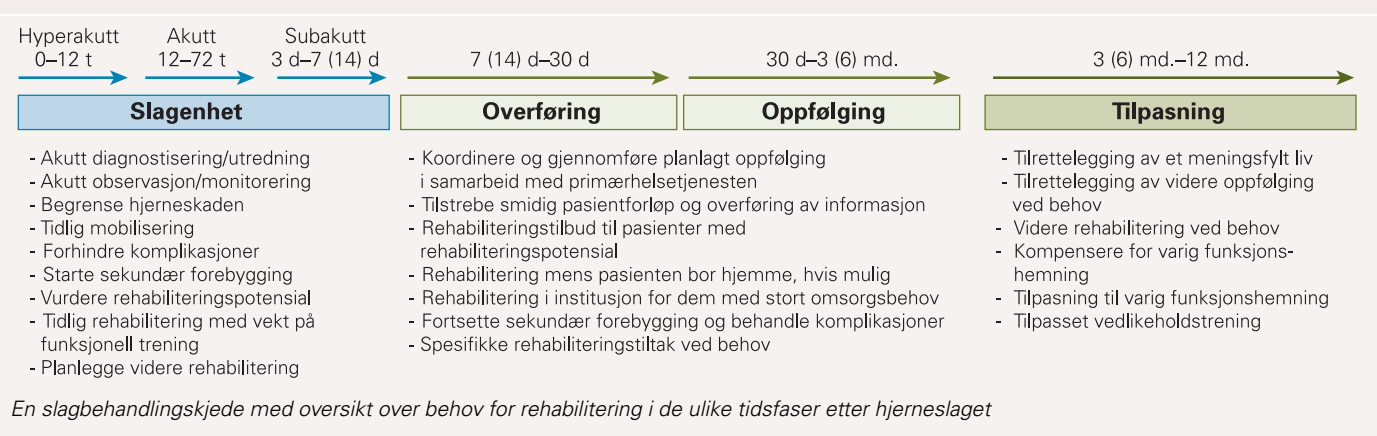 Hyperakutt
0–12 t
Akutt
12–72 t
Subakutt
3 d–7 (14) d
7 (14) d–30 d
30 d–3 (6) md.
3 (6) md.–12 md.
Slagenhet
Overføring
Oppfølging
Tilpasning
- Akutt diagnostisering/utredning
- Akutt observasjon/monitorering
- Begrense hjerneskaden
- Tidlig mobilisering
- Forhindre komplikasjoner
- Starte sekundær forebygging
- Vurdere rehabiliteringspotensial
- Tidlig rehabilitering med vekt på
funksjonell trening
- Planlegge videre rehabilitering
- Koordinere og gjennomføre planlagt oppfølging
i samarbeid med primærhelsetjenesten
- Tilstrebe smidig pasientforløp og overføring av informasjon
- Rehabiliteringstilbud til pasienter med
rehabiliteringspotensial
- Rehabilitering mens pasienten bor hjemme, hvis mulig
- Rehabilitering i institusjon for dem med stort omsorgsbehov
- Fortsette sekundær forebygging og behandle komplikasjoner
- Spesifikke rehabiliteringstiltak ved behov
- Tilrettelegging av et meningsfylt liv
- Tilrettelegging av videre oppfølging
ved behov
- Videre rehabilitering ved behov
- Kompensere for varig funksjons-
hemning
- Tilpasning til varig funksjonshemning
- Tilpasset vedlikeholdstrening
En slagbehandlingskjede med oversikt over behov for rehabilitering i de ulike tidsfaser etter hjerneslaget